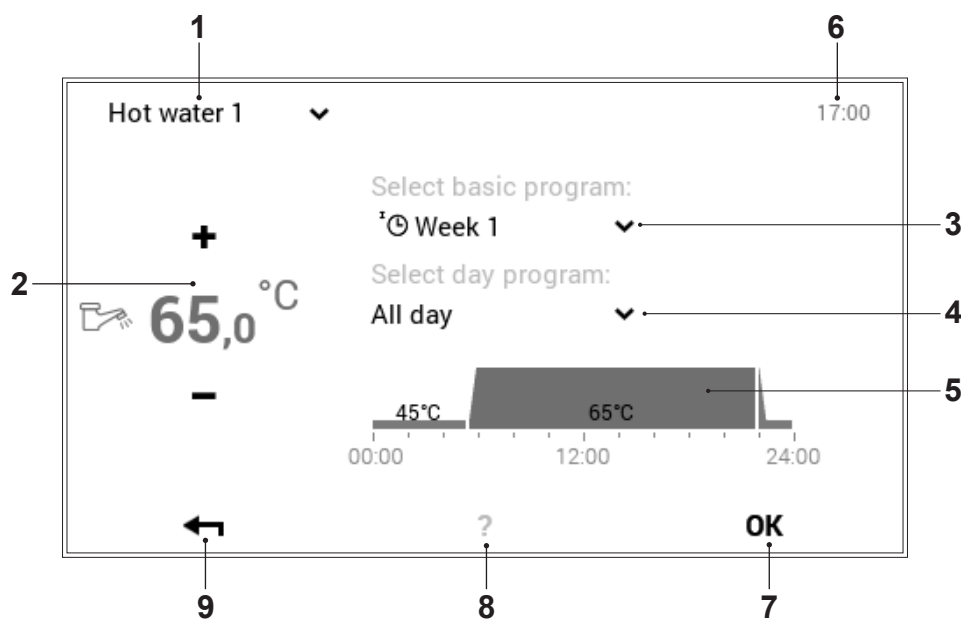 1
6
Hot water 1
17:00
Select basic program:
Week 1
3
2
Select day program:
°C
65,0
All day
4
5
45°C
65°C
00:00
12:00
24:00
?
OK
9
8
7